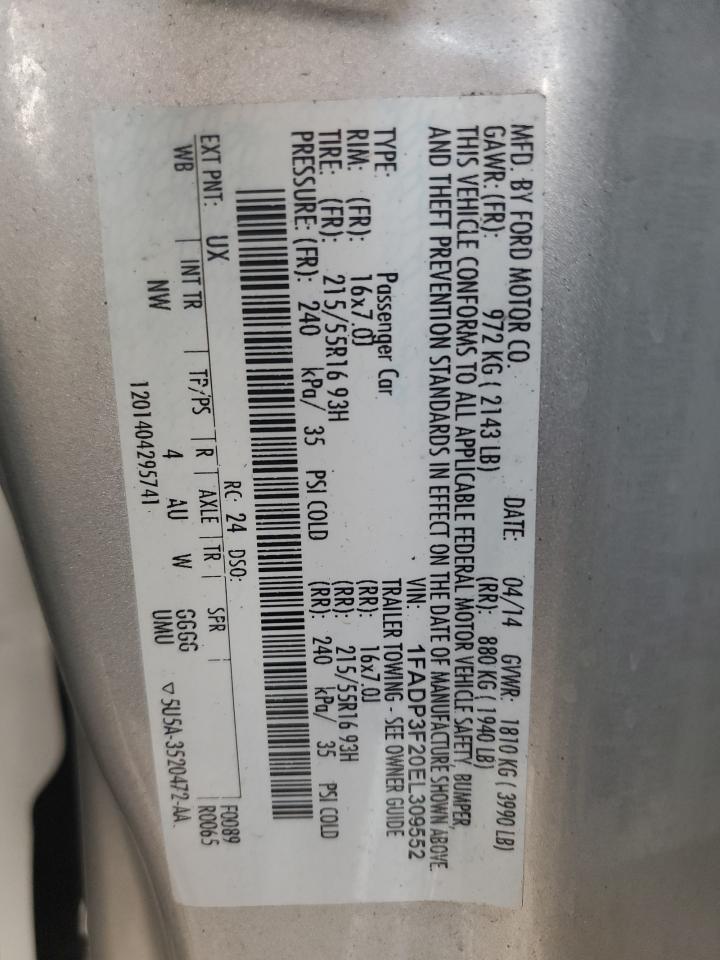 MFD. BY FORD MOTOR CO. DATE: 04/14 GVWR: 1810 KG ( 3990 LB)
GAWR: (FR): 972 KG ( 2143 LB) (RR): 880 KG ( 1940 LB)
THIS VEHICLE CONFORMS TO ALL APPLICABLE FEDERAL MOTOR VEHICLE SAFETY, BUMPER,
AND THEFT PREVENTION STANDARDS IN EFFECT ON THE DATE OF MANUFACTURE SHOWN ABOVE.
VIN: 1FADP3F20EL309552
TYPE: Passenger Car TRAILER TOWING - SEE OWNER GUIDE
RIM: (FR): 16x7.0J (RR): 16x7.0J
TIRE: (FR): 215/55R16 93H (RR): 215/55R16 93H
PRESSURE: (FR): 240 kPa/ 35 PSI COLD (RR): 240 kPa/ 35 PSI COLD
EXT PNT: UX RC: 24 DSO: F0089
WB | INT TR | TP/PS | R | AXLE | TR | SPR | R0065
NW 4 AU W GGGG
UMU
1201404295741 ▽5U5A-3520472-AA